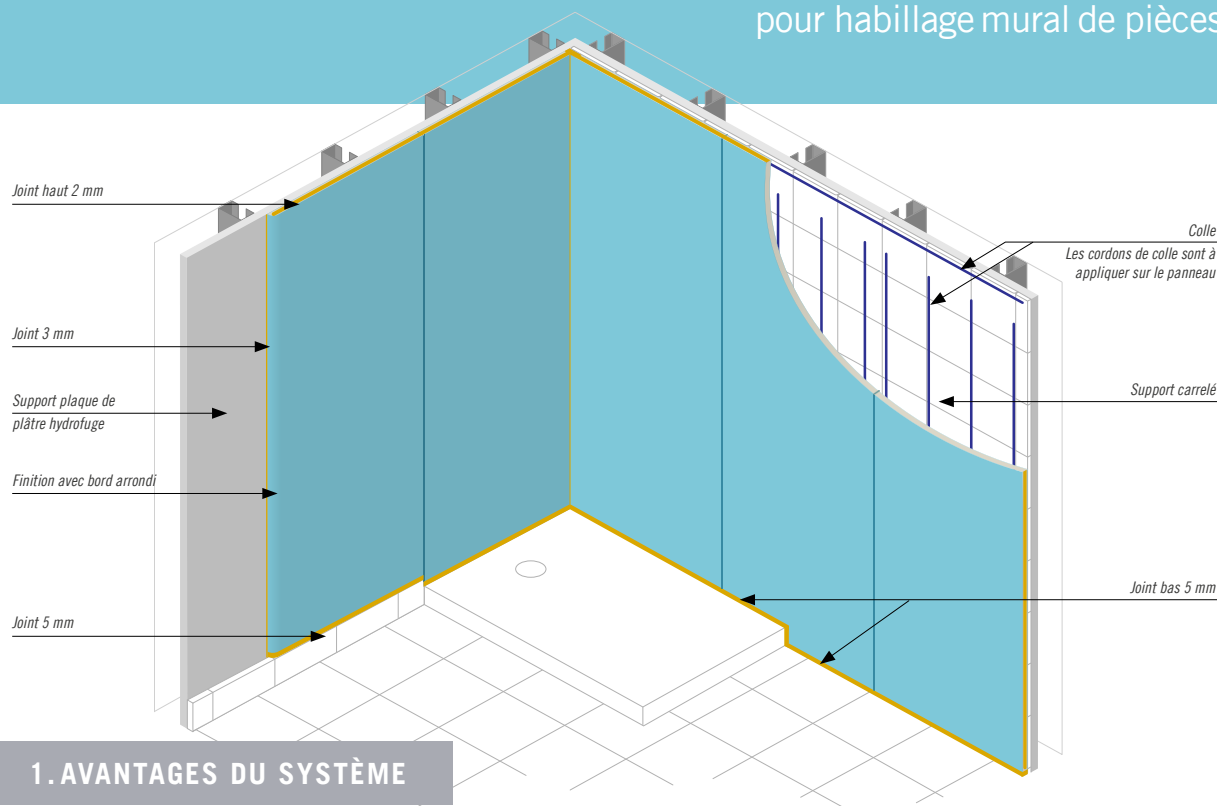 pour habillage mural de pièces
Joint haut 2 mm
Joint 3 mm
Support plaque de
plâtre hydrofuge
Finition avec bord arrondi
Joint 5 mm
Colle
Les cordons de colle sont à
appliquer sur le panneau
Support carrelé
Joint bas 5 mm
1. AVANTAGES DU SYSTÈME